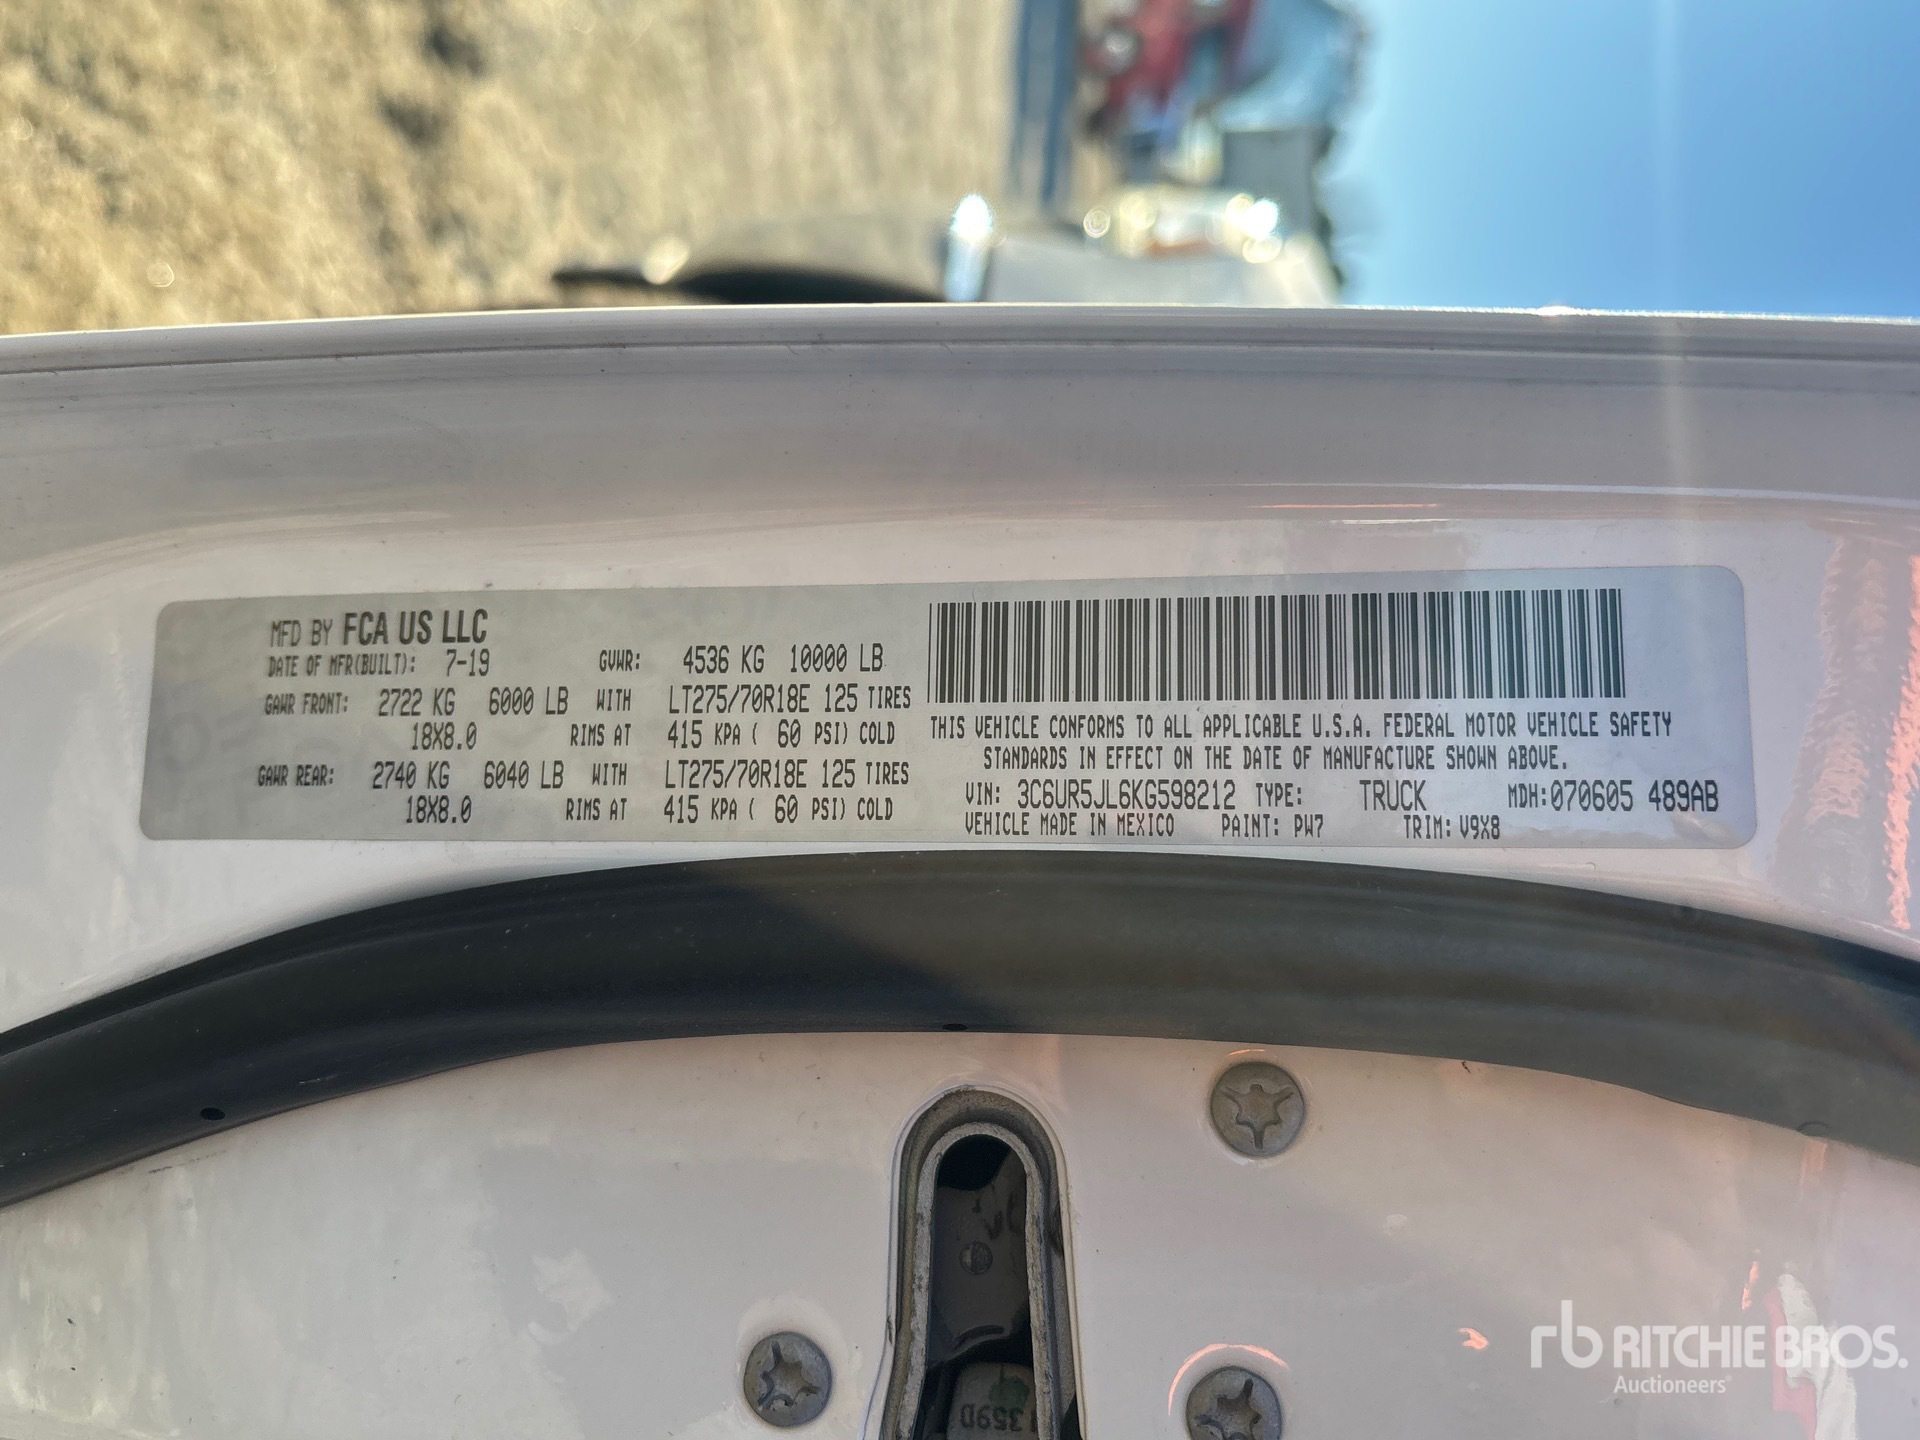 MFD BY FCA US LLC
DATE OF MFR(BUILT): 7-19 GVWR: 4536 KG 10000 LB
GAWR FRONT: 2722 KG 6000 LB WITH LT275/70R18E 125 TIRES
18X8.0 RIMS AT 415 KPA ( 60 PSI) COLD
GAWR REAR: 2740 KG 6040 LB WITH LT275/70R18E 125 TIRES
18X8.0 RIMS AT 415 KPA ( 60 PSI) COLD
THIS VEHICLE CONFORMS TO ALL APPLICABLE U.S.A. FEDERAL MOTOR VEHICLE SAFETY
STANDARDS IN EFFECT ON THE DATE OF MANUFACTURE SHOWN ABOVE.
VIN: 3C6UR5JL6KG598212 TYPE: TRUCK MDH:070605 489AB
VEHICLE MADE IN MEXICO PAINT: PW7 TRIM: V9X8
rb RITCHIE BROS.
Auctioneers